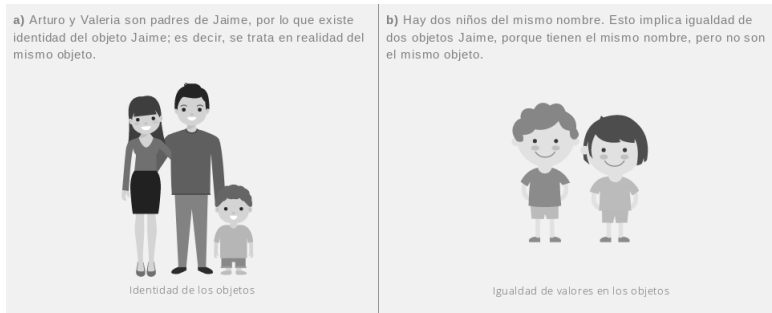 a) Arturo y Valeria son padres de Jaime, por lo que existe
identidad del objeto Jaime; es decir, se trata en realidad del
mismo objeto.
Identidad de los objetos
b) Hay dos niños del mismo nombre. Esto implica igualdad de
dos objetos Jaime, porque tienen el mismo nombre, pero no son
el mismo objeto.
Igualdad de valores en los objetos